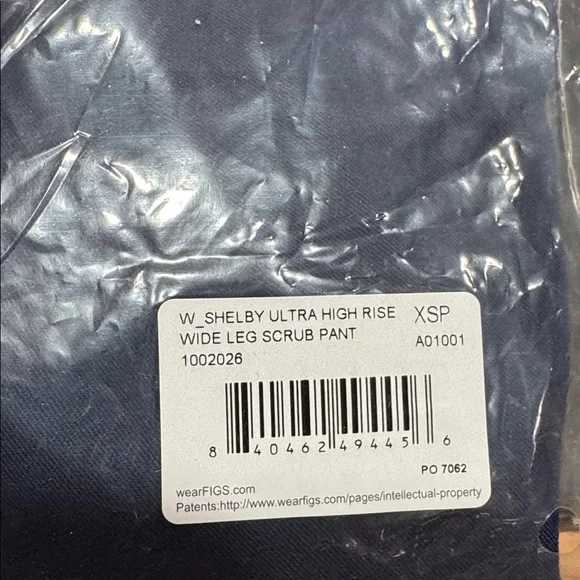 W_SHELBY ULTRA HIGH RISE XSP
WIDE LEG SCRUB PANT A01001
1002026
8 40462 49445 6
PO 7062
wearFIGS.com
Patents:http://www.wearfigs.com/pages/intellectual-property